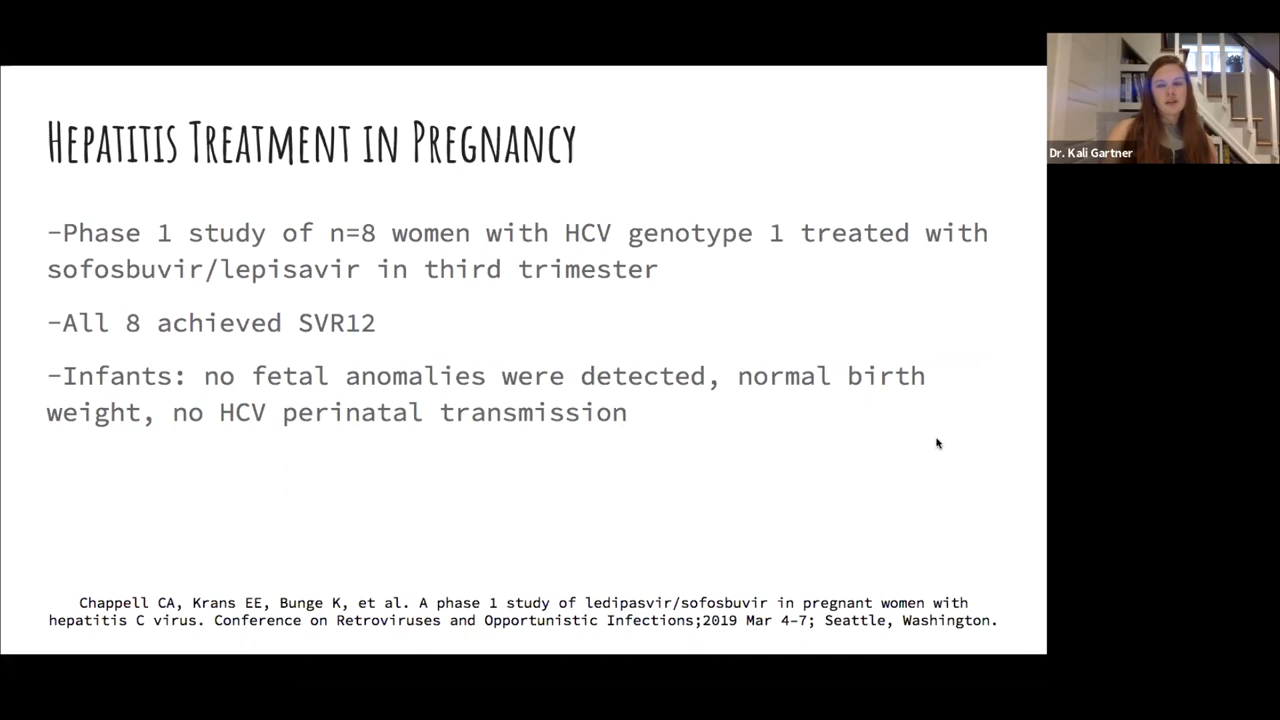 Hepatitis Treatment in Pregnancy
-Phase 1 study of n=8 women with HCV genotype 1 treated with
sofosbuvir/lepisavir in third trimester
-All 8 achieved SVR12
-Infants: no fetal anomalies were detected, normal birth
weight, no HCV perinatal transmission
Chappell CA, Krans EE, Bunge K, et al. A phase 1 study of ledipasvir/sofosbuvir in pregnant women with
hepatitis C virus. Conference on Retroviruses and Opportunistic Infections;2019 Mar 4-7; Seattle, Washington.
Dr. Kali Gartner